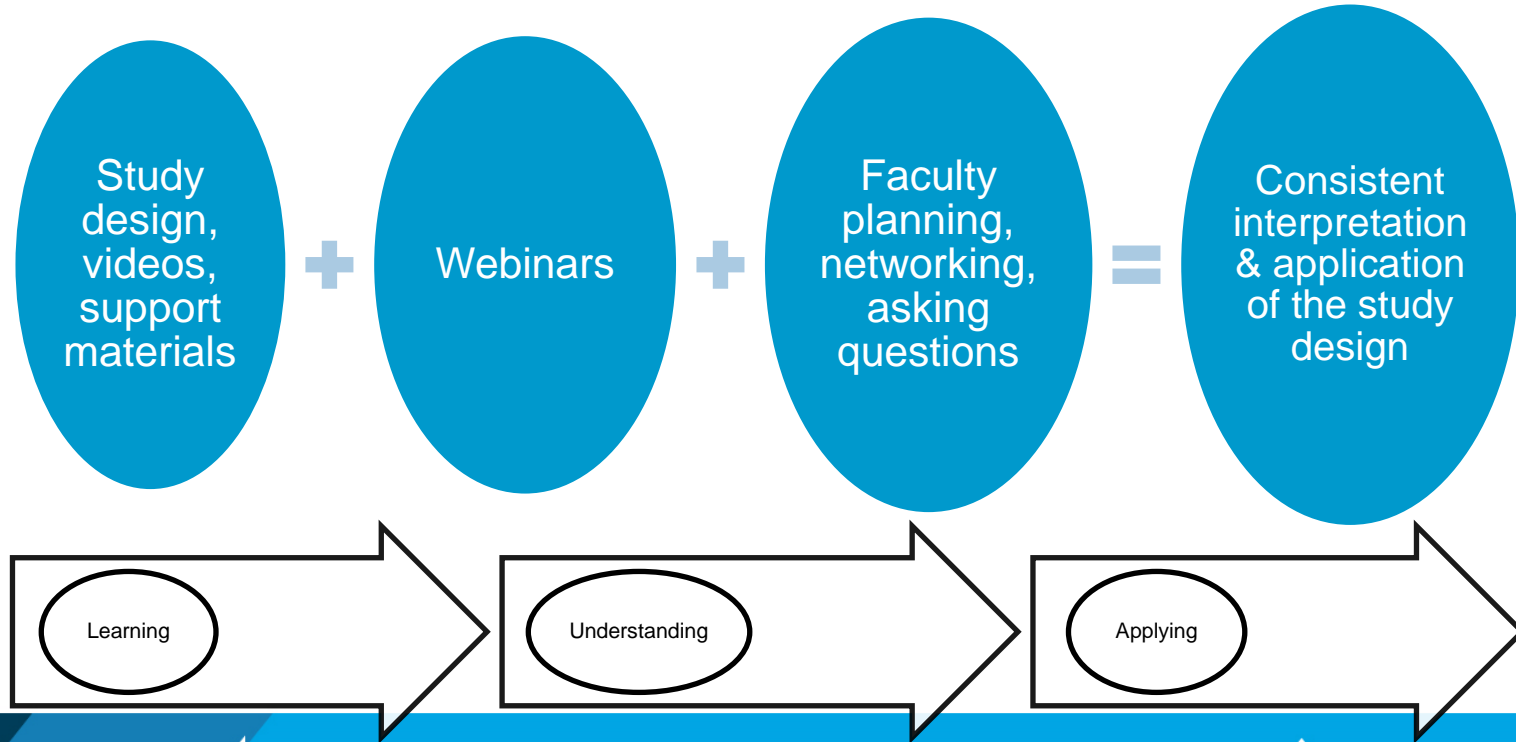 Study
design,
videos,
support
materials
Webinars
Faculty
planning,
networking,
asking
questions
Consistent
interpretation
& application
of the study
design
Learning
Understanding
Applying